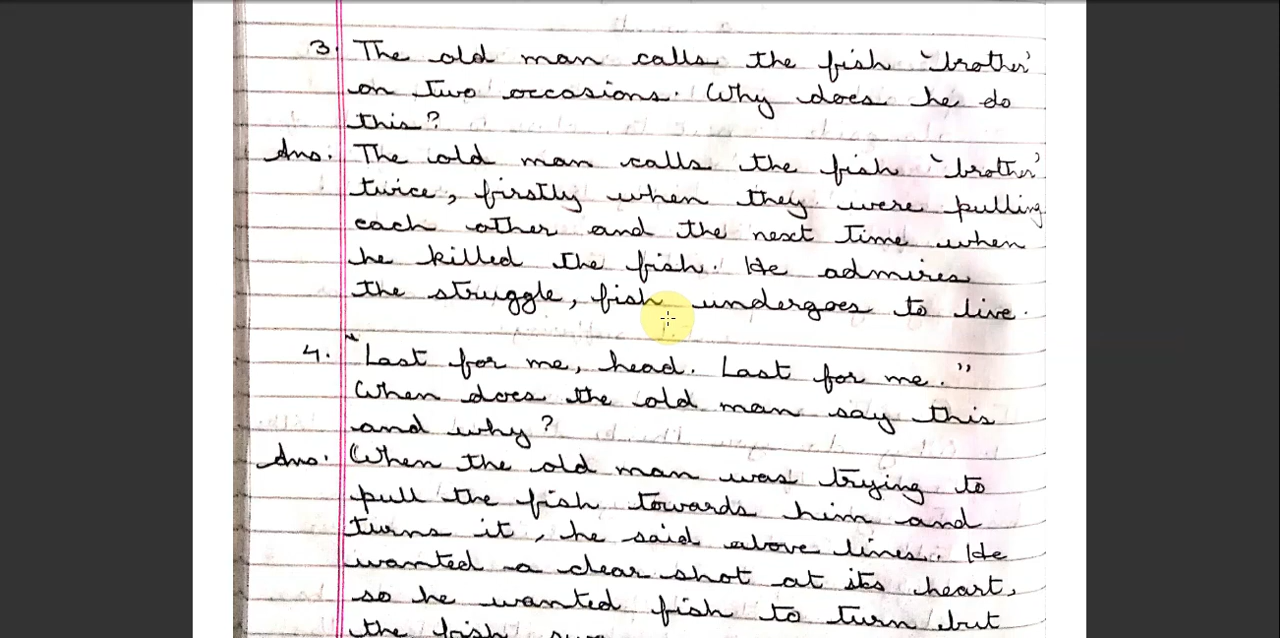 3. The old man calls the fish 'brother'
on two occasions. Why does he do
this?
Ans. The old man calls the fish 'brother'
twice, firstly when they were pulling
each other and the next time when
he killed the fish. He admires
the struggle, fish undergoes to live.
4. "Last for me, head. Last for me."
When does the old man say this
and why?
Ans. When the old man was trying to
pull the fish towards him and
turns it, he said above lines. He
wanted a clear shot at its heart,
so he wanted fish to turn but
the fish